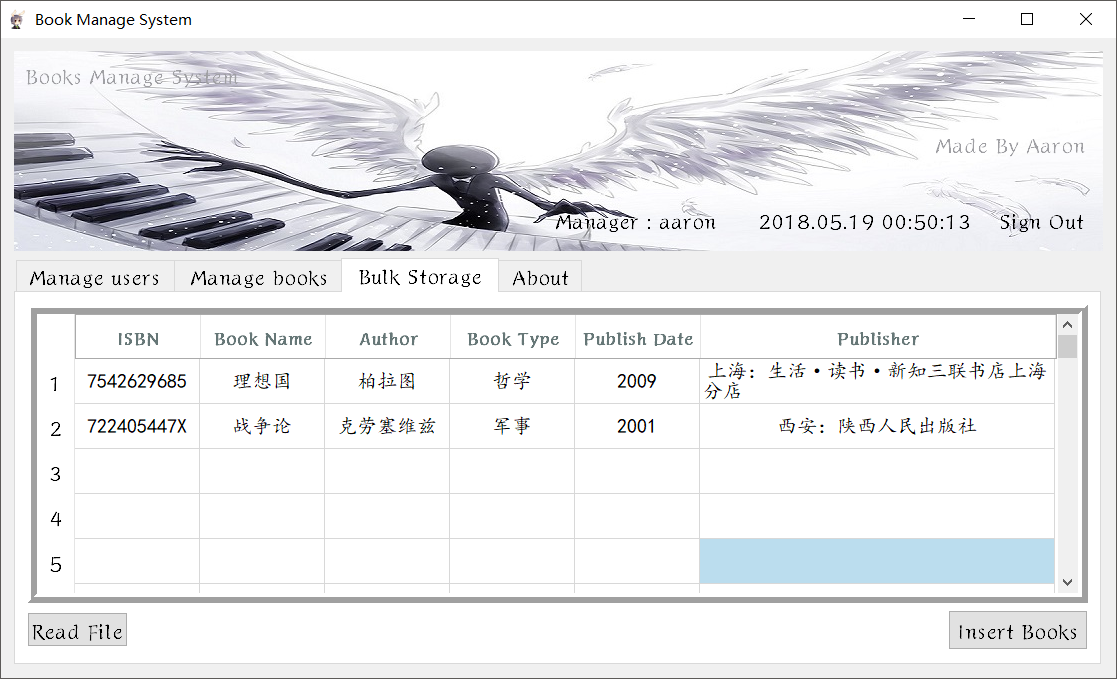 Book Manage System
Books Manage System
Made By Aaron
Manager : aaron 2018.05.19 00:50:13 Sign Out
Manage users Manage books Bulk Storage About
ISBN Book Name Author Book Type Publish Date Publisher
1 7542629685 理想国 柏拉图 哲学 2009 上海：生活·读书·新知三联书店上海
分店
2 722405447X 战争论 克劳塞维兹 军事 2001 西安：陕西人民出版社
3
4
5
Read File Insert Books